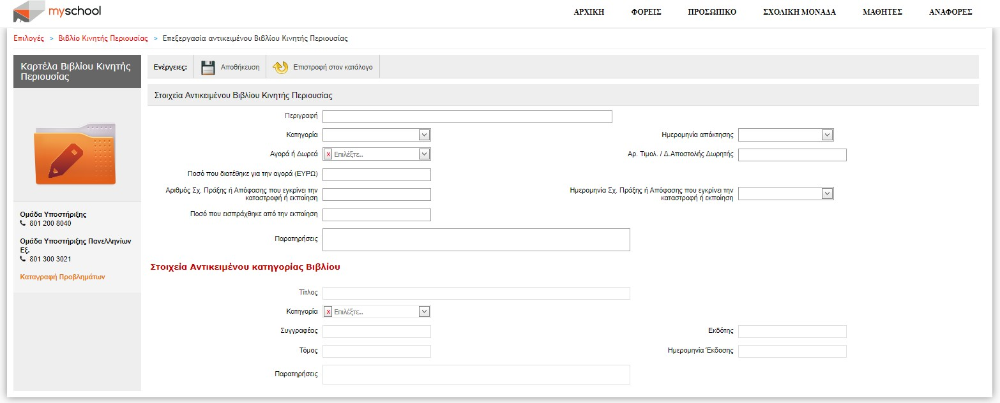 myschool
ΑΡΧΙΚΗ ΦΟΡΕΙΣ ΠΡΟΣΩΠΙΚΟ ΣΧΟΛΙΚΗ ΜΟΝΑΔΑ ΜΑΘΗΤΕΣ ΑΝΑΦΟΡΕΣ
Επιλογές > Βιβλίο Κινητής Περιουσίας > Επεξεργασία αντικειμένου Βιβλίου Κινητής Περιουσίας
Καρτέλα Βιβλίου Κινητής
Περιουσίας
Ομάδα Υποστήριξης
801 200 8040
Ομάδα Υποστήριξης Πανελληνίων
Εξ.
801 300 3021
Καταγραφή Προβλημάτων
Ενέργειες: Αποθήκευση Επιστροφή στον κατάλογο
Στοιχεία Αντικειμένου Βιβλίου Κινητής Περιουσίας
Περιγραφή
Κατηγορία Ημερομηνία απόκτησης
Αγορά ή Δωρεά x Επιλέξτε.. Αρ. Τιμολ. / Δ.Αποστολής Δωρητής
Ποσό που διατέθηκε για την αγορά (ΕΥΡΩ)
Αριθμός Σχ. Πράξης ή Απόφασης που εγκρίνει την
καταστροφή ή εκποίηση
Ημερομηνία Σχ. Πράξης ή Απόφασης που εγκρίνει την
καταστροφή ή εκποίηση
Ποσό που εισπράχθηκε από την εκποίηση
Παρατηρήσεις
Στοιχεία Αντικειμένου κατηγορίας Βιβλίου
Τίτλος
Κατηγορία x Επιλέξτε..
Συγγραφέας Εκδότης
Τόμος Ημερομηνία Έκδοσης
Παρατηρήσεις